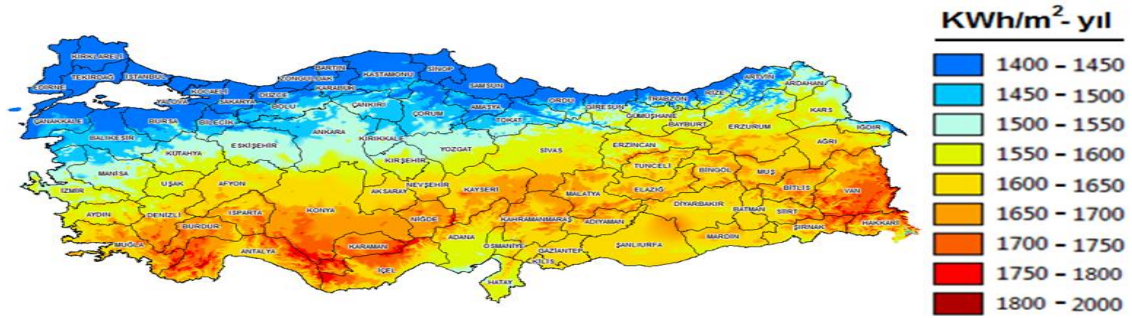 KWh/m²- yıl
1400 – 1450
1450 – 1500
1500 – 1550
1550 – 1600
1600 – 1650
1650 – 1700
1700 – 1750
1750 – 1800
1800 – 2000
KIRKLARELİ
EDİRNE
TEKİRDAĞ
İSTANBUL
KOCAELİ
YALOVA
SAKARYA
DÜZCE
BOLU
ZONGULDAK
BARTIN
KARABÜK
KASTAMONU
SİNOP
SAMSUN
ÇANKIRI
ÇORUM
AMASYA
TOKAT
ORDU
GİRESUN
TRABZON
RİZE
ARTVİN
ARDAHAN
KARS
IĞDIR
GÜMÜŞHANE
BAYBURT
ERZURUM
AĞRI
ÇANAKKALE
BALIKESİR
BURSA
BİLECİK
ESKİŞEHİR
KÜTAHYA
ANKARA
KIRIKKALE
KIRŞEHİR
YOZGAT
SİVAS
ERZİNCAN
TUNCELİ
BİNGÖL
MUŞ
BİTLİS
VAN
HAKKARİ
MANİSA
İZMİR
UŞAK
AFYON
AYDIN
DENİZLİ
ISPARTA
BURDUR
MUĞLA
ANTALYA
KONYA
AKSARAY
NEVŞEHİR
KAYSERİ
NİĞDE
KARAMAN
İÇEL
ADANA
OSMANİYE
HATAY
KAHRAMANMARAŞ
MALATYA
ELAZIĞ
ADIYAMAN
GAZİANTEP
KİLİS
ŞANLIURFA
DİYARBAKIR
MARDİN
BATMAN
SİİRT
ŞIRNAK